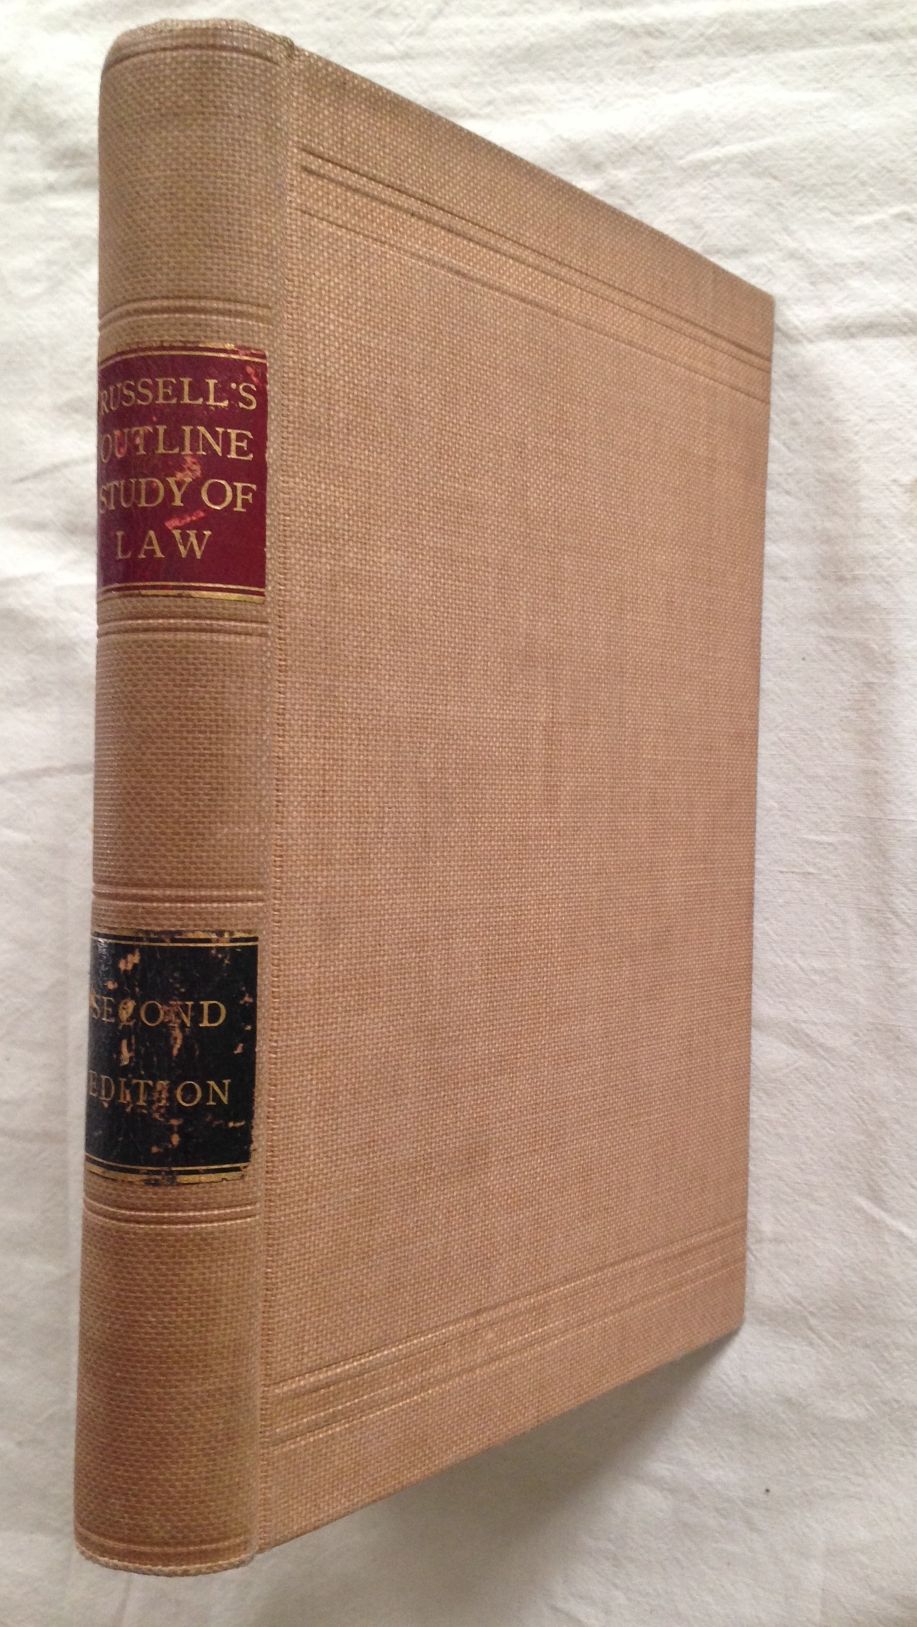 RUSSELL'S
OUTLINE
STUDY OF
LAW
SECOND
EDITION